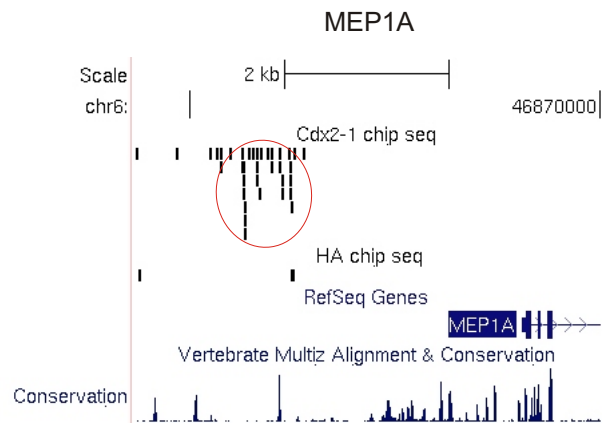 MEP1A
Scale 2 kb
chr6: 46870000
Cdx2-1 chip seq
HA chip seq
RefSeq Genes
MEP1A
Vertebrate Multiz Alignment & Conservation
Conservation